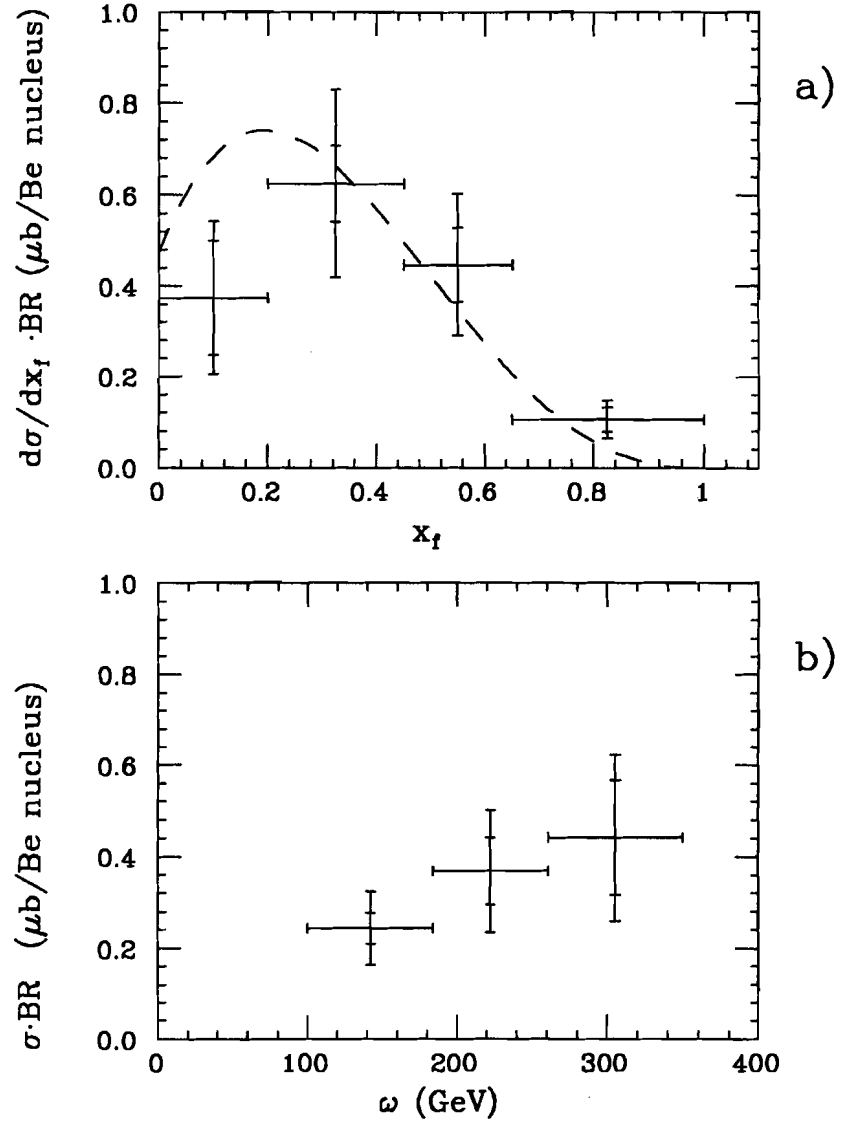 a)
dσ/dx_f ·BR (μb/Be nucleus)
1.0
0.8
0.6
0.4
0.2
0.0
0 0.2 0.4 0.6 0.8 1
x_f
b)
σ·BR (μb/Be nucleus)
1.0
0.8
0.6
0.4
0.2
0.0
0 100 200 300 400
ω (GeV)